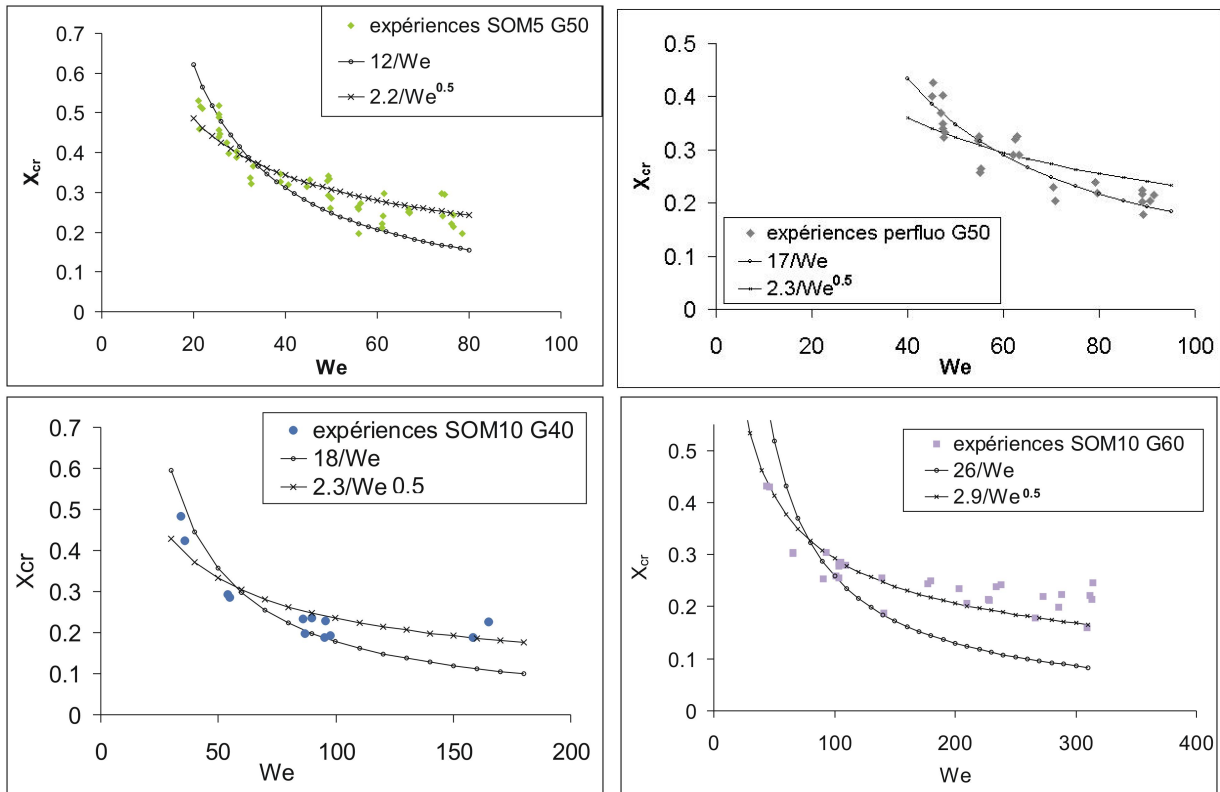 0.7
0.6
0.5
0.4
0.3
0.2
0.1
0
Xcr
0 20 40 60 80 100
We
expériences SOM5 G50
12/We
2.2/We0.5
0.5
0.4
0.3
0.2
0.1
0
Xcr
0 20 40 60 80 100
We
expériences perfluo G50
17/We
2.3/We0.5
0.7
0.6
0.5
0.4
0.3
0.2
0.1
0
Xcr
0 50 100 150 200
We
expériences SOM10 G40
18/We
2.3/We 0.5
0.5
0.4
0.3
0.2
0.1
0
Xcr
0 100 200 300 400
We
expériences SOM10 G60
26/We
2.9/We0.5